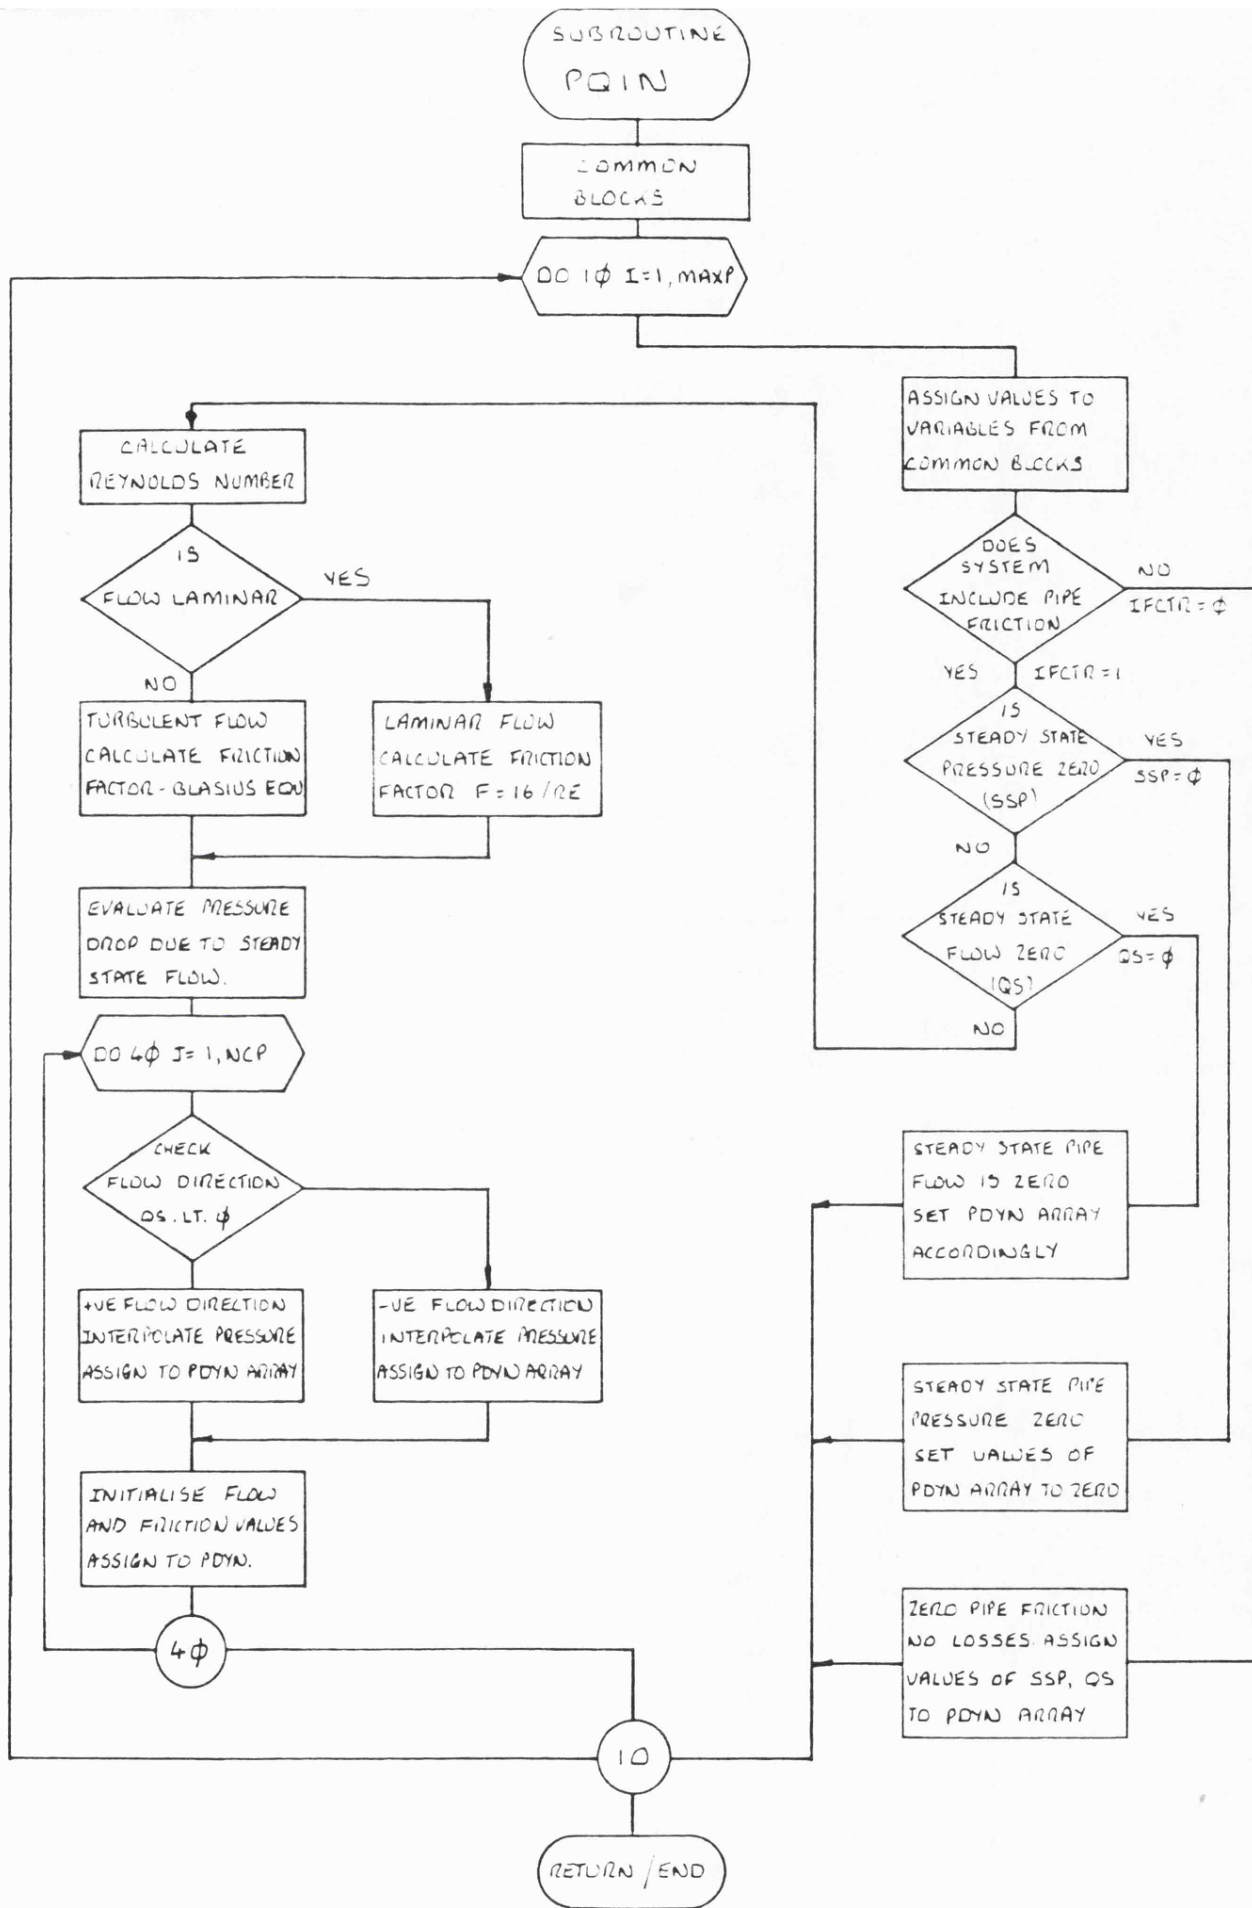 SUBROUTINE
PQIN
COMMON
BLOCKS
DO 1φ I=1, MAXP
ASSIGN VALUES TO
VARIABLES FROM
COMMON BLOCKS
DOES
SYSTEM
INCLUDE PIPE
FRICTION
NO
IFCTR=φ
YES IFCTR=1
IS
STEADY STATE
PRESSURE ZERO
(SSP)
YES
SSP=φ
NO
IS
STEADY STATE
FLOW ZERO
(QS)
YES
QS=φ
NO
CALCULATE
REYNOLDS NUMBER
IS
FLOW LAMINAR
YES
NO
TURBULENT FLOW
CALCULATE FRICTION
FACTOR-BLASIUS EQU
LAMINAR FLOW
CALCULATE FRICTION
FACTOR F=16/RE
EVALUATE PRESSURE
DROP DUE TO STEADY
STATE FLOW.
DO 4φ J=1, NCP
CHECK
FLOW DIRECTION
QS.LT.φ
+VE FLOW DIRECTION
INTERPOLATE PRESSURE
ASSIGN TO PDYN ARRAY
-VE FLOW DIRECTION
INTERPOLATE PRESSURE
ASSIGN TO PDYN ARRAY
INITIALISE FLOW
AND FRICTION VALUES
ASSIGN TO PDYN.
4φ
STEADY STATE PIPE
FLOW IS ZERO
SET PDYN ARRAY
ACCORDINGLY
STEADY STATE PIPE
PRESSURE ZERO
SET VALUES OF
PDYN ARRAY TO ZERO
ZERO PIPE FRICTION
NO LOSSES. ASSIGN
VALUES OF SSP, QS
TO PDYN ARRAY
10
RETURN / END